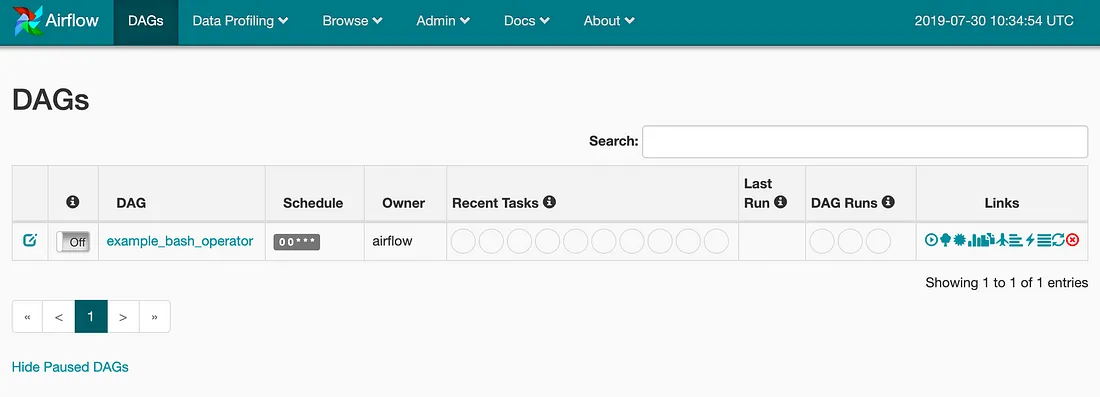 Airflow DAGs Data Profiling Browse Admin Docs About 2019-07-30 10:34:54 UTC
DAGs
Search:
DAG Schedule Owner Recent Tasks Last Run DAG Runs Links
Off example_bash_operator 0 0 * * * airflow
Showing 1 to 1 of 1 entries
« < 1 > »
Hide Paused DAGs